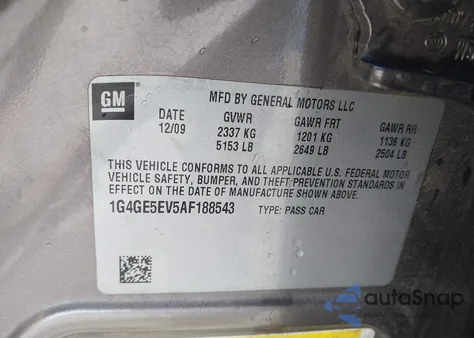 GM
MFD BY GENERAL MOTORS LLC
DATE GVWR GAWR FRT GAWR RR
12/09 2337 KG 1201 KG 1136 KG
5153 LB 2649 LB 2504 LB
THIS VEHICLE CONFORMS TO ALL APPLICABLE U.S. FEDERAL MOTOR
VEHICLE SAFETY, BUMPER, AND THEFT PREVENTION STANDARDS IN
EFFECT ON THE DATE OF MANUFACTURE SHOWN ABOVE.
1G4GE5EV5AF188543 TYPE: PASS CAR
autoSnap